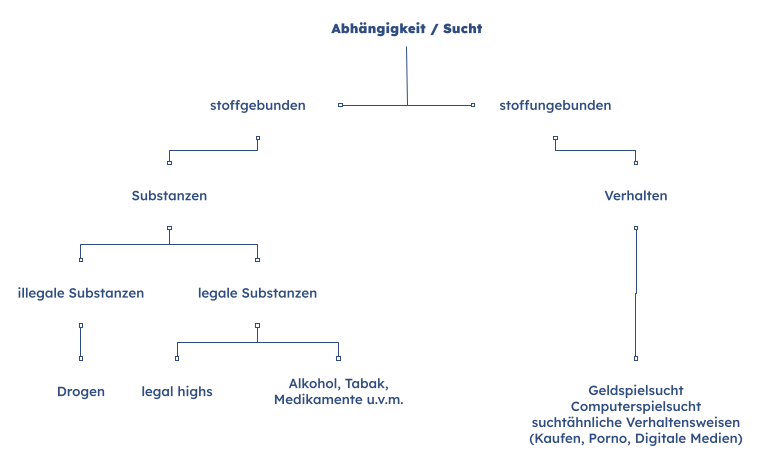 Abhängigkeit / Sucht
stoffgebunden
stoffungebunden
Substanzen
Verhalten
illegale Substanzen
legale Substanzen
Drogen
legal highs
Alkohol, Tabak,
Medikamente u.v.m.
Geldspielsucht
Computerspielsucht
suchtähnliche Verhaltensweisen
(Kaufen, Porno, Digitale Medien)